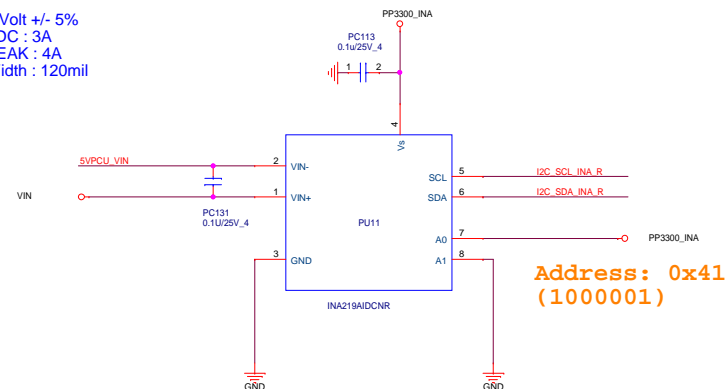 Volt +/- 5%
DC : 3A
EAK : 4A
idth : 120mil
PP3300_INA
PC113
0.1u/25V_4
1
2
4
Vs
5VPCU_VIN
2
VIN-
VIN
1
VIN+
PC131
0.1U/25V_4
PU11
SCL
5
I2C_SCL_INA_R
SDA
6
I2C_SDA_INA_R
A0
7
PP3300_INA
3
GND
A1
8
INA219AIDCNR
Address: 0x41
(1000001)
GND
GND